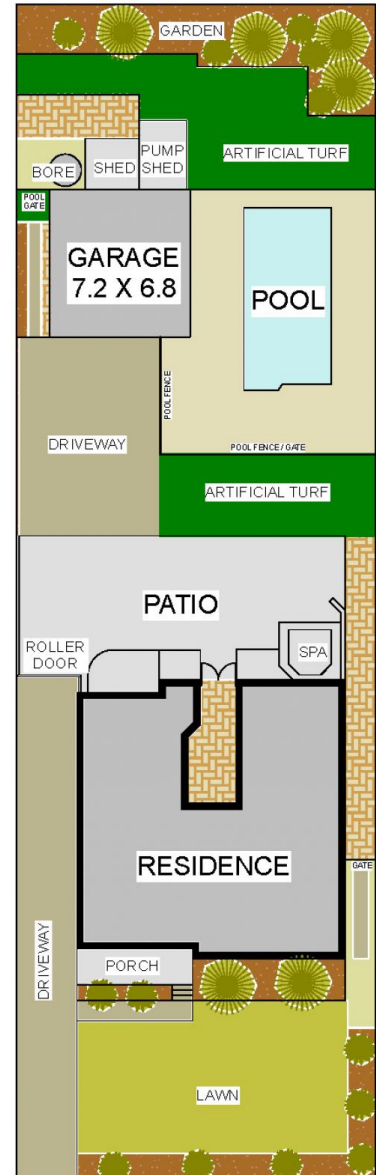 GARDEN
PUMP
SHED
ARTIFICIAL TURF
BORE
SHED
POOL
GATE
GARAGE
7.2 X 6.8
POOL
POOL FENCE
DRIVEWAY
POOL FENCE / GATE
ARTIFICIAL TURF
PATIO
ROLLER
DOOR
SPA
RESIDENCE
GATE
PORCH
DRIVEWAY
LAWN